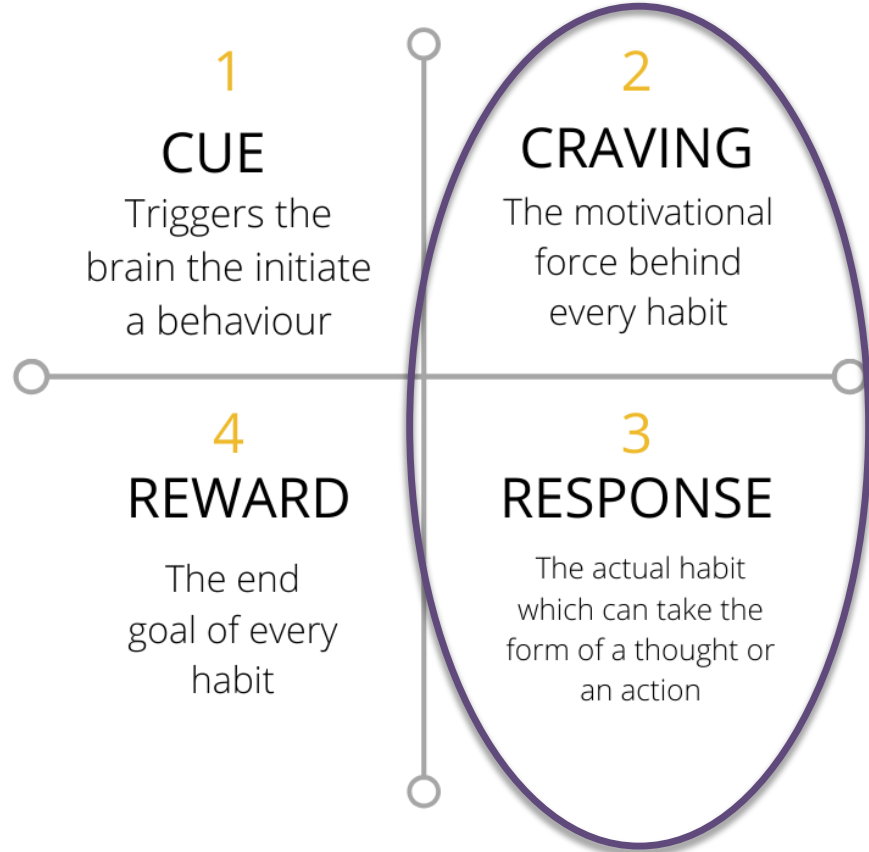 1
CUE
Triggers the
brain the initiate
a behaviour
2
CRAVING
The motivational
force behind
every habit
3
RESPONSE
The actual habit
which can take the
form of a thought or
an action
4
REWARD
The end
goal of every
habit